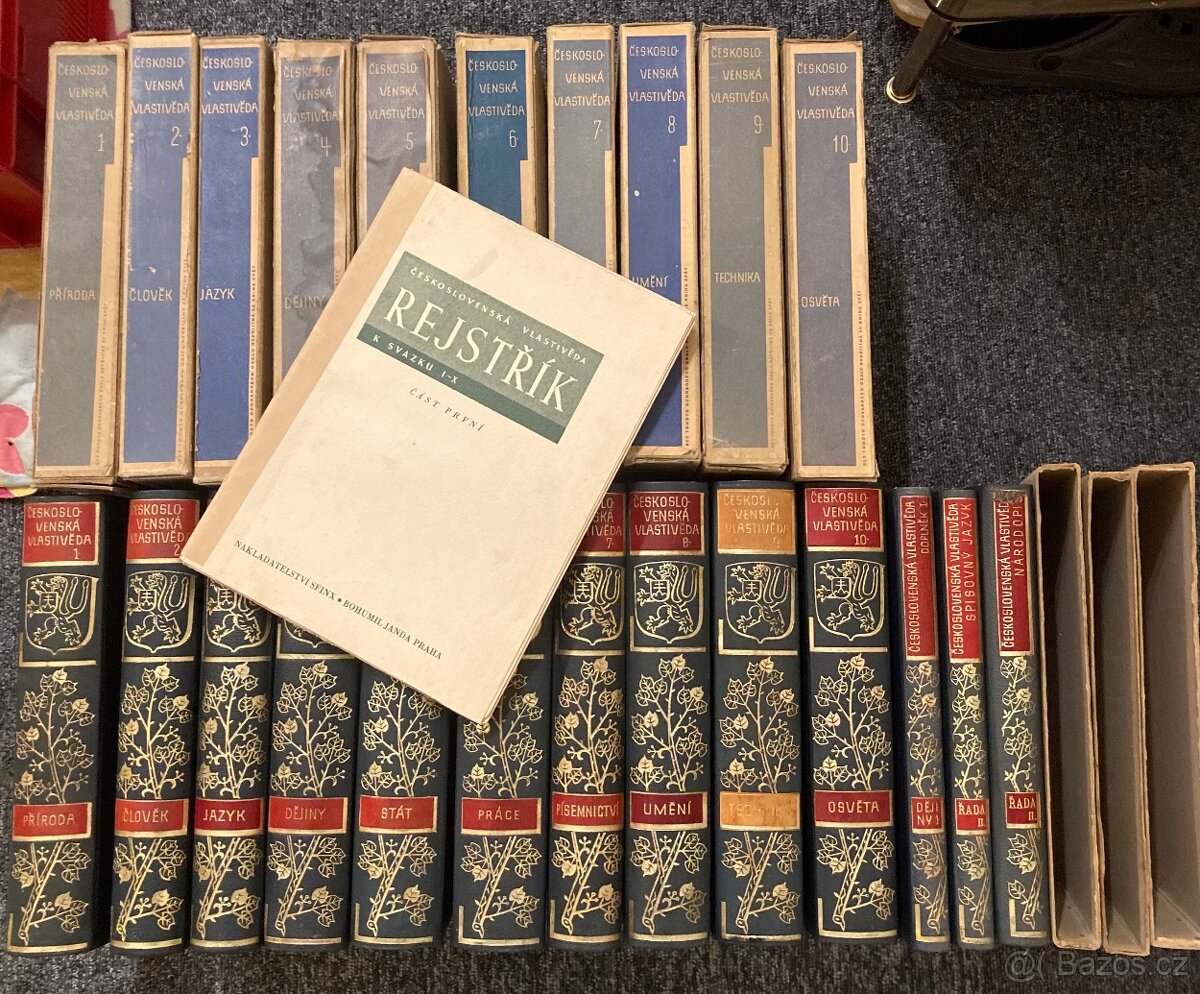 ČESKOSLO-
VENSKÁ
VLASTIVĚDA
1.
PŘÍRODA
ČESKOSLO-
VENSKÁ
VLASTIVĚDA
2.
ČLOVĚK
ČESKOSLO-
VENSKÁ
VLASTIVĚDA
3.
JAZYK
ČESKOSLO-
VENSKÁ
VLASTIVĚDA
4.
DĚJINY
ČESKOSLO-
VENSKÁ
VLASTIVĚDA
5.
ČESKOSLO-
VENSKÁ
VLASTIVĚDA
6.
ČESKOSLO-
VENSKÁ
VLASTIVĚDA
7.
ČESKOSLO-
VENSKÁ
VLASTIVĚDA
8.
UMĚNÍ
ČESKOSLO-
VENSKÁ
VLASTIVĚDA
9.
TECHNIKA
ČESKOSLO-
VENSKÁ
VLASTIVĚDA
10.
OSVĚTA
ČESKOSLOVENSKÁ VLASTIVĚDA
REJSTŘÍK
K SVAZKU I-X
ČÁST PRVNÍ
NAKLADATELSTVÍ SFINX • BOHUMIL JANDA PRAHA
ČESKOSLO-
VENSKÁ
VLASTIVĚDA
1.
PŘÍRODA
ČESKOSLO-
VENSKÁ
VLASTIVĚDA
2.
ČLOVĚK
JAZYK
DĚJINY
STÁT
PRÁCE
7.
PÍSEMNICTVÍ
ČESKOSLO-
VENSKÁ
VLASTIVĚDA
8.
UMĚNÍ
ČESKOSLO-
VENSKÁ
VLASTIVĚDA
ČESKOSLO-
VENSKÁ
VLASTIVĚDA
10.
OSVĚTA
ČESKOSLOVENSKÁ VLASTIVĚDA
DOPLNĚK I.
DĚJI
NY 1.
ČESKOSLOVENSKÁ VLASTIVĚDA
SPISOVNÝ JAZYK
ŘADA
II.
ČESKOSLOVENSKÁ VLASTIVĚDA
NÁRODOPIS
ŘADA
II.
@( Bazos.cz